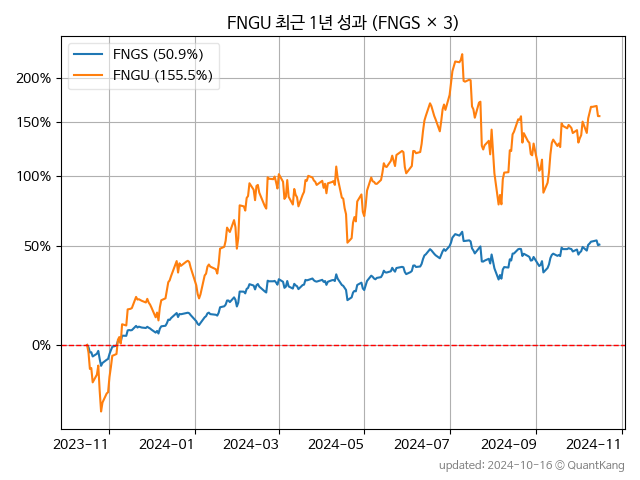 FNGU 최근 1년 성과 (FNGS × 3)
FNGS (50.9%)
FNGU (155.5%)
200%
150%
100%
50%
0%
2023-11 2024-01 2024-03 2024-05 2024-07 2024-09 2024-11
updated: 2024-10-16 © QuantKang